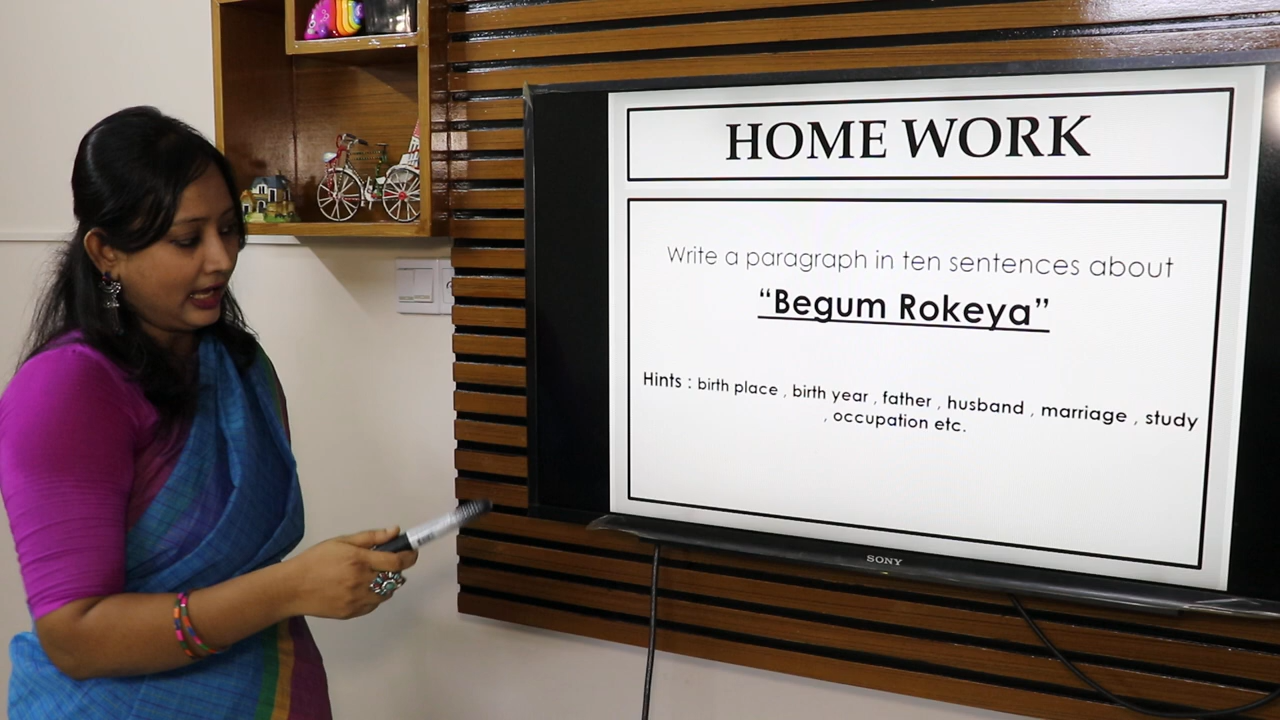 HOME WORK
Write a paragraph in ten sentences about
“Begum Rokeya”
Hints : birth place , birth year , father , husband , marriage , study
, occupation etc.
SONY